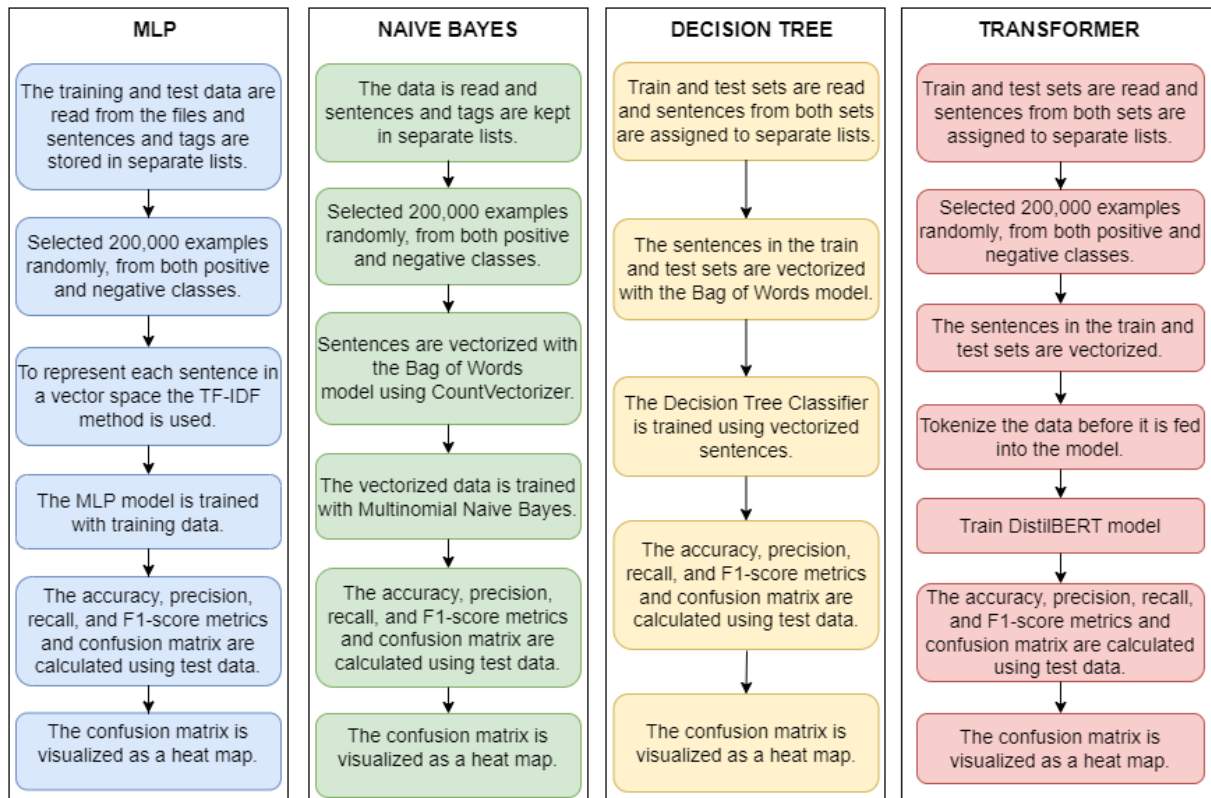 MLP
The training and test data are
read from the files and
sentences and tags are
stored in separate lists.
Selected 200,000 examples
randomly, from both positive
and negative classes.
To represent each sentence in
a vector space the TF-IDF
method is used.
The MLP model is trained
with training data.
The accuracy, precision,
recall, and F1-score metrics
and confusion matrix are
calculated using test data.
The confusion matrix is
visualized as a heat map.
NAIVE BAYES
The data is read and
sentences and tags are kept
in separate lists.
Selected 200,000 examples
randomly, from both positive
and negative classes.
Sentences are vectorized with
the Bag of Words
model using CountVectorizer.
The vectorized data is trained
with Multinomial Naive Bayes.
The accuracy, precision,
recall, and F1-score metrics
and confusion matrix are
calculated using test data.
The confusion matrix is
visualized as a heat map.
DECISION TREE
Train and test sets are read
and sentences from both sets
are assigned to separate lists.
The sentences in the train
and test sets are vectorized
with the Bag of Words model.
The Decision Tree Classifier
is trained using vectorized
sentences.
The accuracy, precision,
recall, and F1-score metrics
and confusion matrix are
calculated using test data.
The confusion matrix is
visualized as a heat map.
TRANSFORMER
Train and test sets are read and
sentences from both sets are
assigned to separate lists.
Selected 200,000 examples
randomly, from both positive and
negative classes.
The sentences in the train and
test sets are vectorized.
Tokenize the data before it is fed
into the model.
Train DistilBERT model
The accuracy, precision, recall,
and F1-score metrics and
confusion matrix are calculated
using test data.
The confusion matrix is
visualized as a heat map.